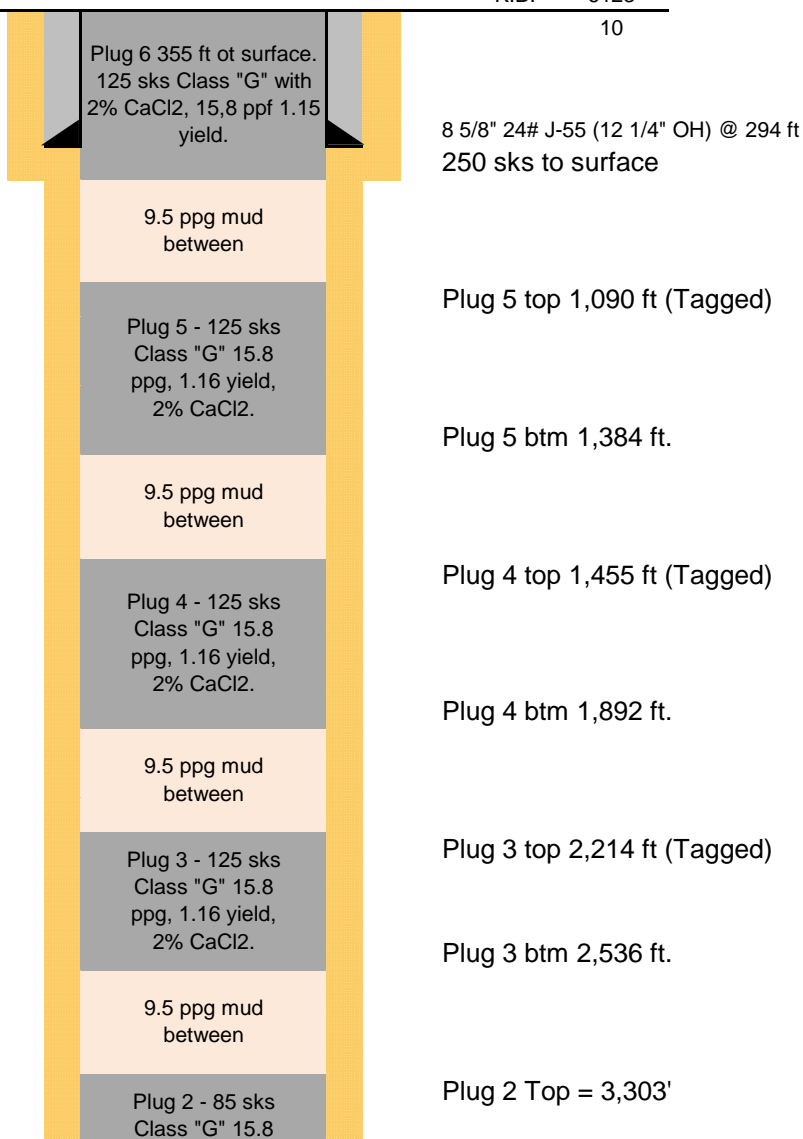 10
Plug 6 355 ft ot surface.
125 sks Class "G" with
2% CaCl2, 15,8 ppf 1.15
yield.
8 5/8" 24# J-55 (12 1/4" OH) @ 294 ft
250 sks to surface
9.5 ppg mud
between
Plug 5 top 1,090 ft (Tagged)
Plug 5 - 125 sks
Class "G" 15.8
ppg, 1.16 yield,
2% CaCl2.
Plug 5 btm 1,384 ft.
9.5 ppg mud
between
Plug 4 top 1,455 ft (Tagged)
Plug 4 - 125 sks
Class "G" 15.8
ppg, 1.16 yield,
2% CaCl2.
Plug 4 btm 1,892 ft.
9.5 ppg mud
between
Plug 3 top 2,214 ft (Tagged)
Plug 3 - 125 sks
Class "G" 15.8
ppg, 1.16 yield,
2% CaCl2.
Plug 3 btm 2,536 ft.
9.5 ppg mud
between
Plug 2 Top = 3,303'
Plug 2 - 85 sks
Class "G" 15.8